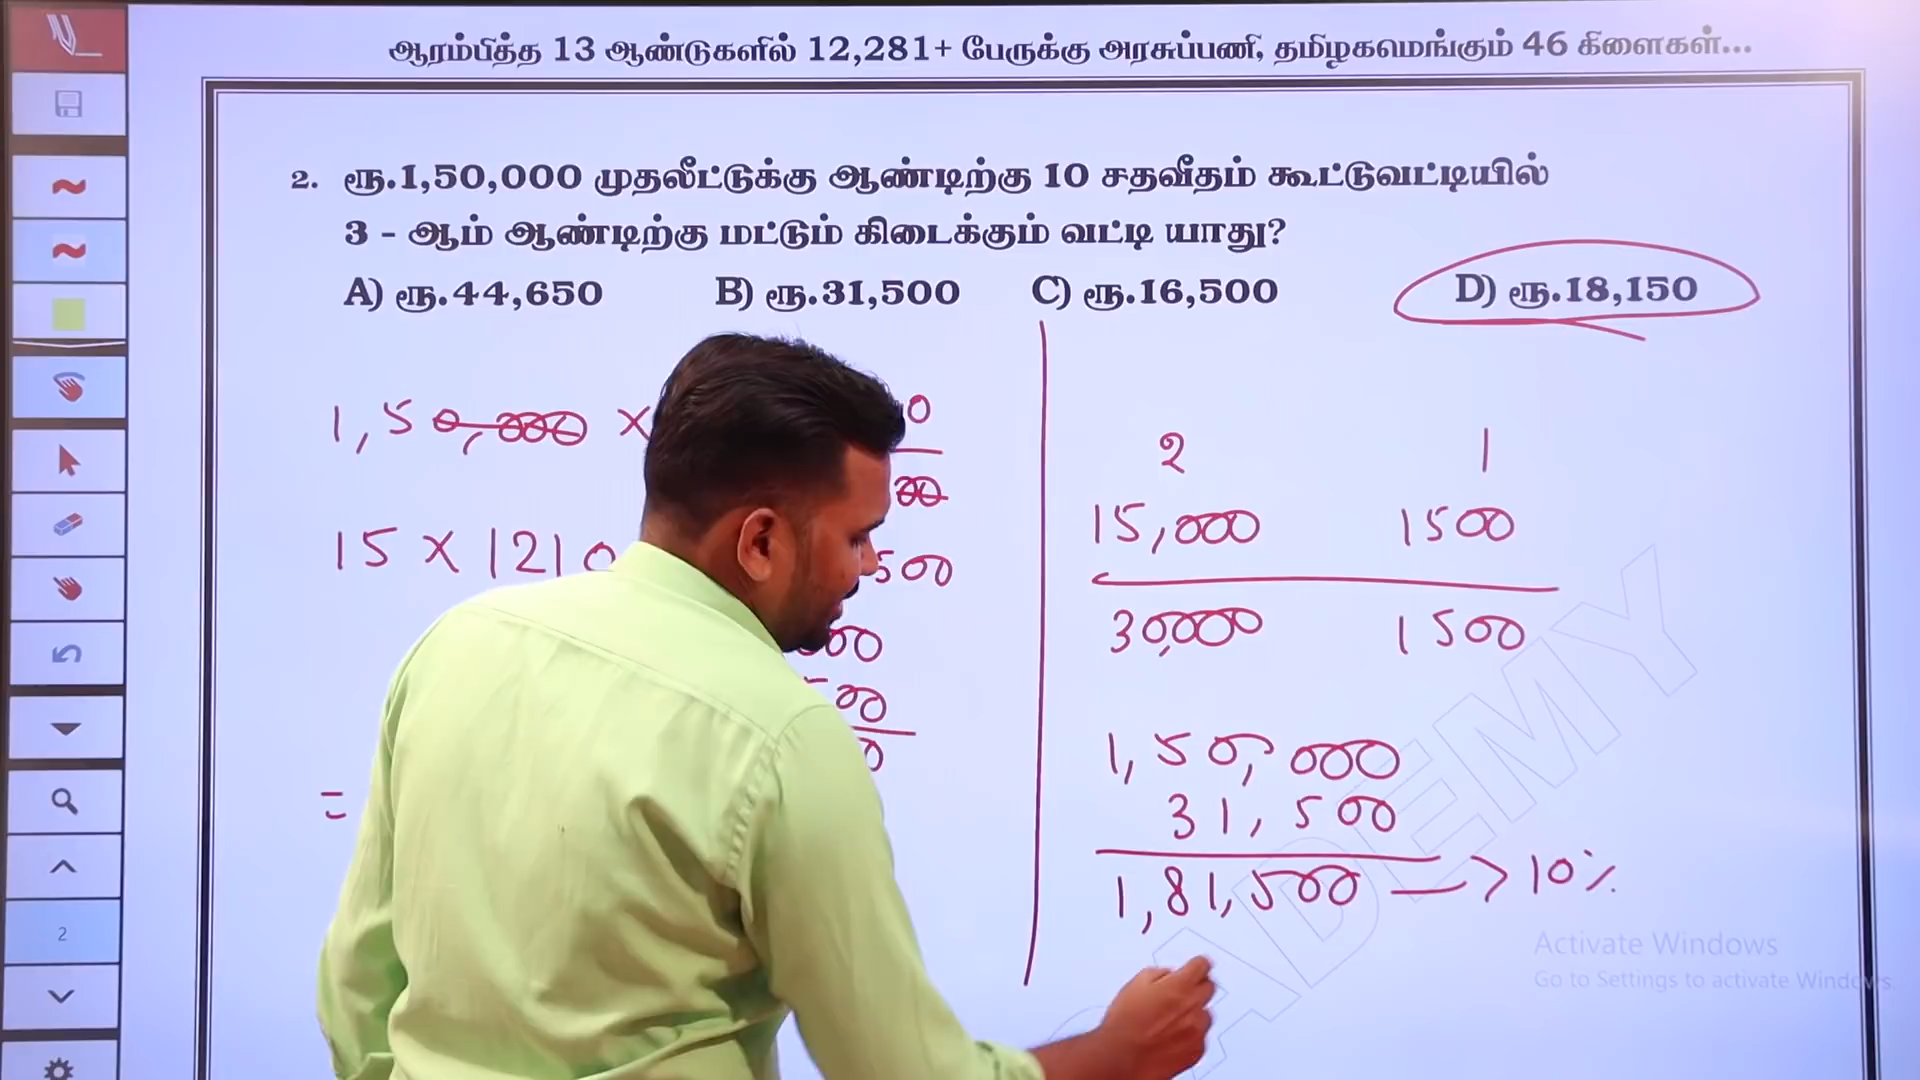 ஆரம்பித்த 13 ஆண்டுகளில் 12,281+ பேருக்கு அரசுப்பணி, தமிழகமெங்கும் 46 கிளைகள்...
2. ரூ.1,50,000 முதலீட்டுக்கு ஆண்டிற்கு 10 சதவீதம் கூட்டுவட்டியில்
3 - ஆம் ஆண்டிற்கு மட்டும் கிடைக்கும் வட்டி யாது?
A) ரூ.44,650 B) ரூ.31,500 C) ரூ.16,500 D) ரூ.18,150
1,50,000 ×
15 × 1210
=
2 1
15,000 1500
30,000 1500
1,50,000
31,500
1,81,500 —> 10%
ADEMY
Activate Windows
Go to Settings to activate Windows.
2